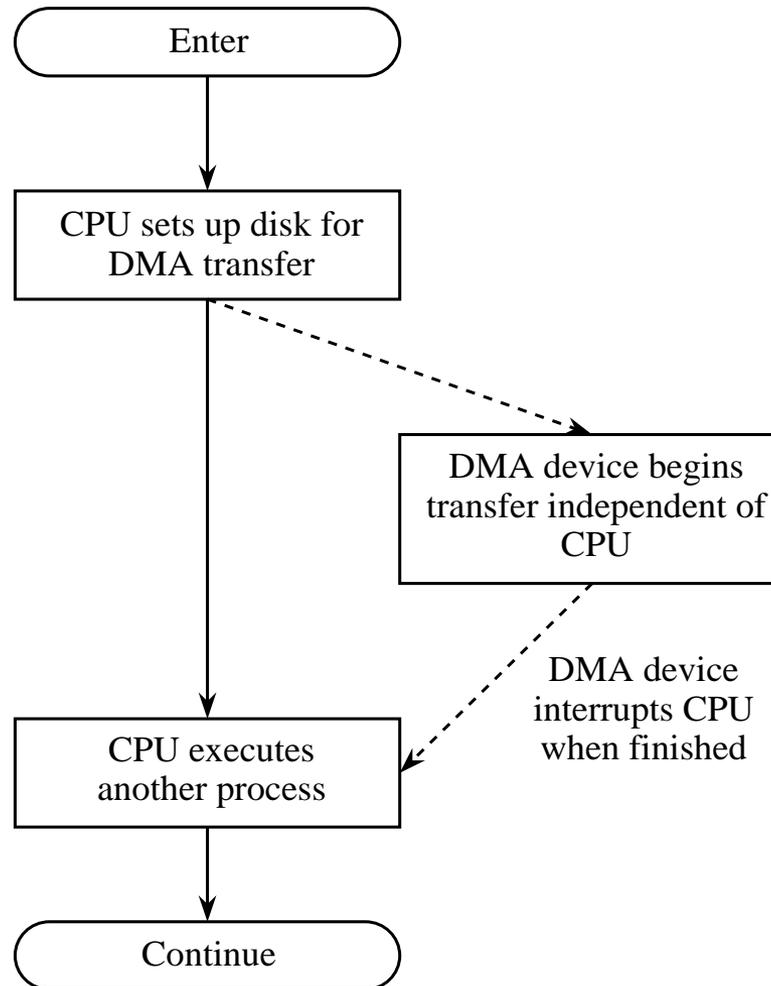 Enter
CPU sets up disk for
DMA transfer
DMA device begins
transfer independent of
CPU
DMA device
interrupts CPU
when finished
CPU executes
another process
Continue